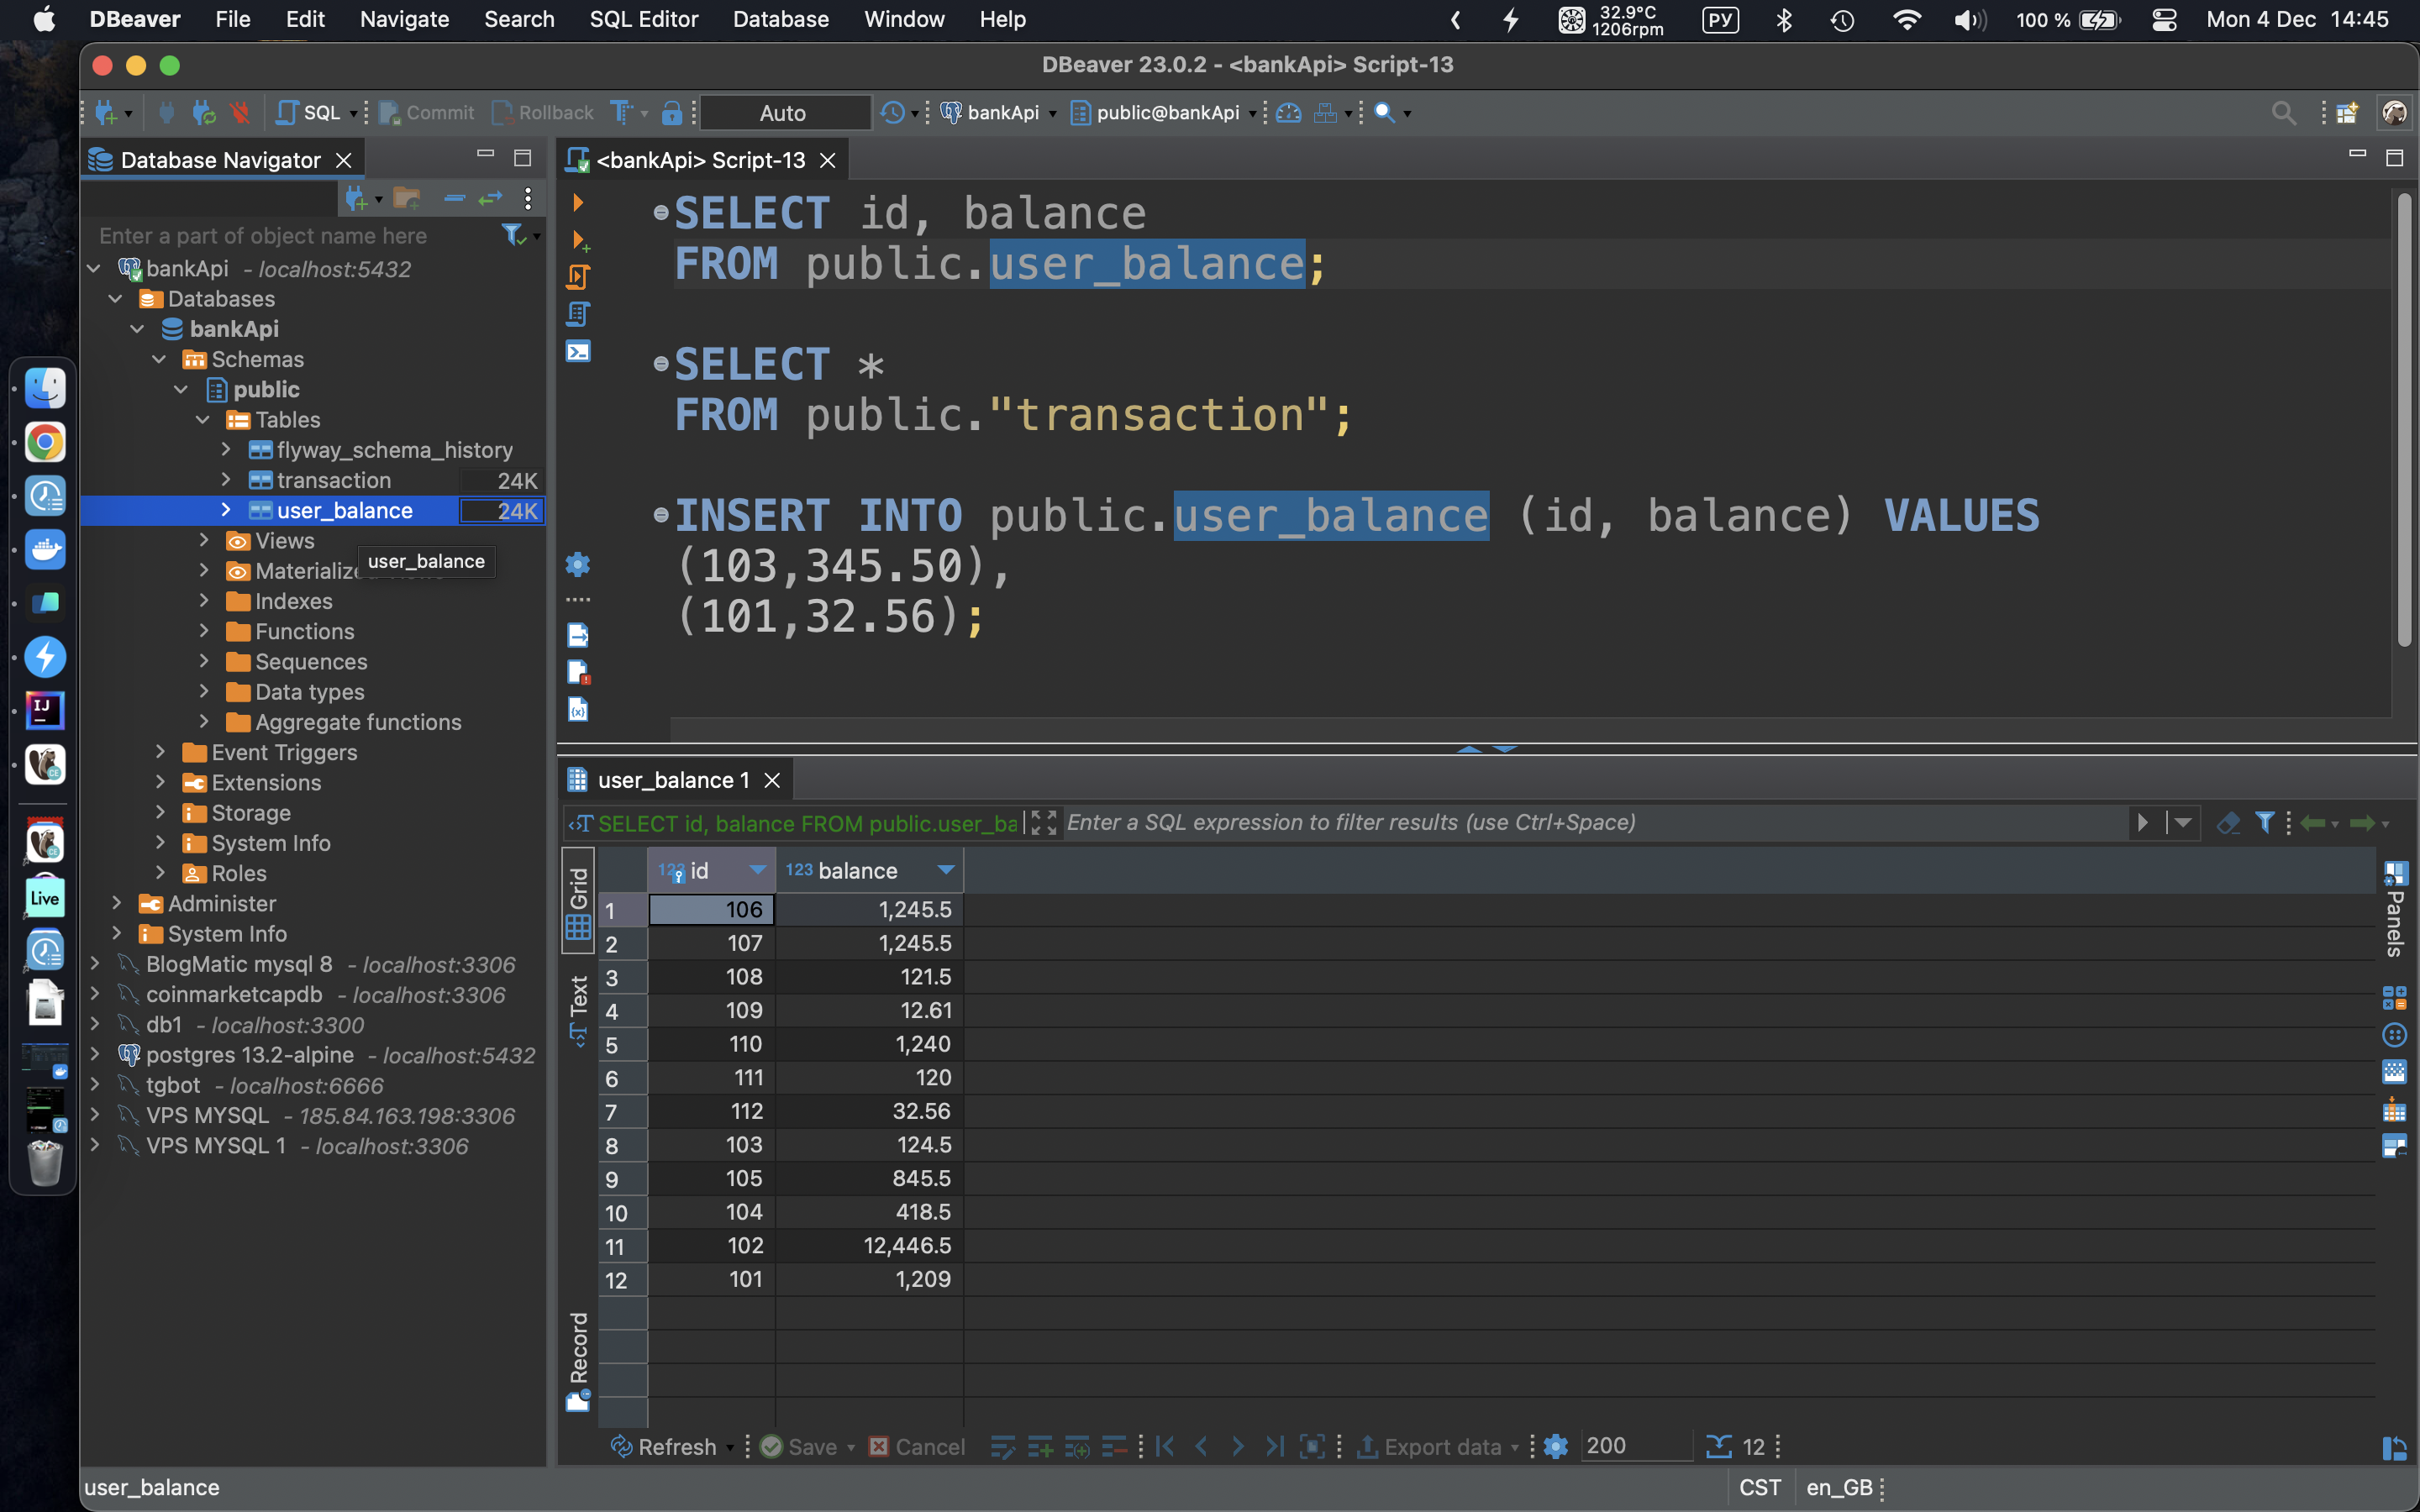 DBeaver File Edit Navigate Search SQL Editor Database Window Help 32.9°C 1206rpm РУ 100 % Mon 4 Dec 14:45
DBeaver 23.0.2 - <bankApi> Script-13
SQL Commit Rollback Auto bankApi public@bankApi
Database Navigator
<bankApi> Script-13
Enter a part of object name here
bankApi - localhost:5432
Databases
bankApi
Schemas
public
Tables
flyway_schema_history
transaction 24K
user_balance 24K
Views
user_balance
Indexes
Functions
Sequences
Data types
Aggregate functions
Event Triggers
Extensions
Storage
System Info
Roles
Administer
System Info
BlogMatic mysql 8 - localhost:3306
coinmarketcapdb - localhost:3306
db1 - localhost:3300
postgres 13.2-alpine - localhost:5432
tgbot - localhost:6666
VPS MYSQL - 185.84.163.198:3306
VPS MYSQL 1 - localhost:3306
IJ
CE
CE
Live
SELECT id, balance
FROM public.user_balance;
SELECT *
FROM public."transaction";
INSERT INTO public.user_balance (id, balance) VALUES
(103,345.50),
(101,32.56);
user_balance 1
SELECT id, balance FROM public.user_ba Enter a SQL expression to filter results (use Ctrl+Space)
Grid
Text
Record
Panels
123 id 123 balance
1 106 1,245.5
2 107 1,245.5
3 108 121.5
4 109 12.61
5 110 1,240
6 111 120
7 112 32.56
8 103 124.5
9 105 845.5
10 104 418.5
11 102 12,446.5
12 101 1,209
Refresh Save Cancel Export data 200 12
user_balance CST en_GB